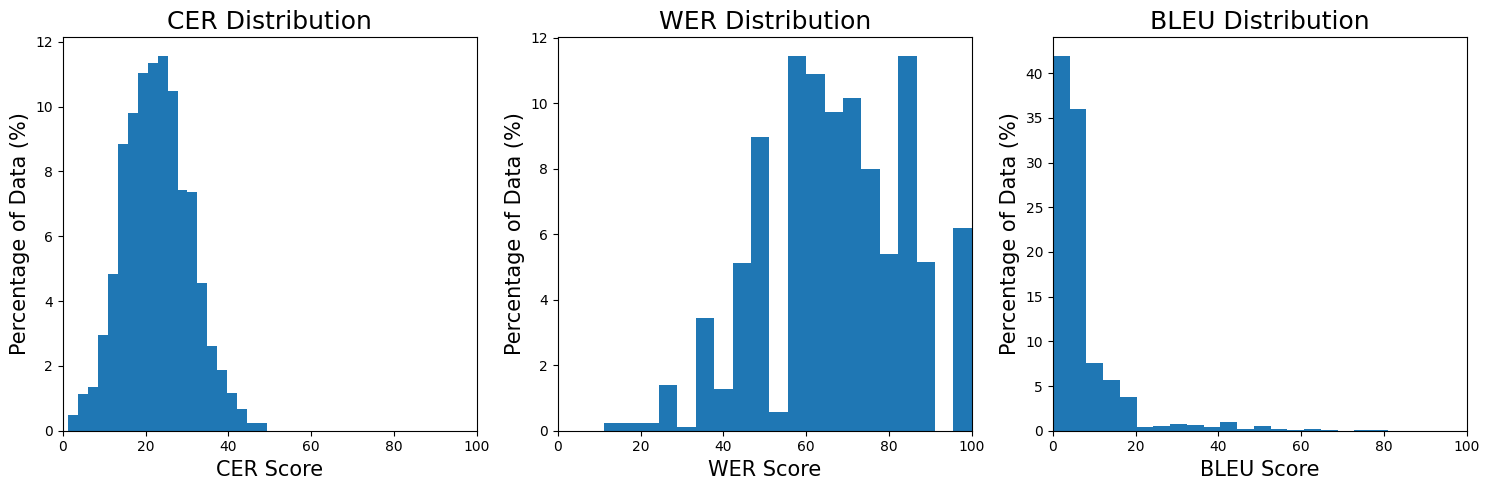 CER Distribution
12
10
8
6
4
2
0
Percentage of Data (%)
0 20 40 60 80 100
CER Score
WER Distribution
12
10
8
6
4
2
0
Percentage of Data (%)
0 20 40 60 80 100
WER Score
BLEU Distribution
40
35
30
25
20
15
10
5
0
Percentage of Data (%)
0 20 40 60 80 100
BLEU Score